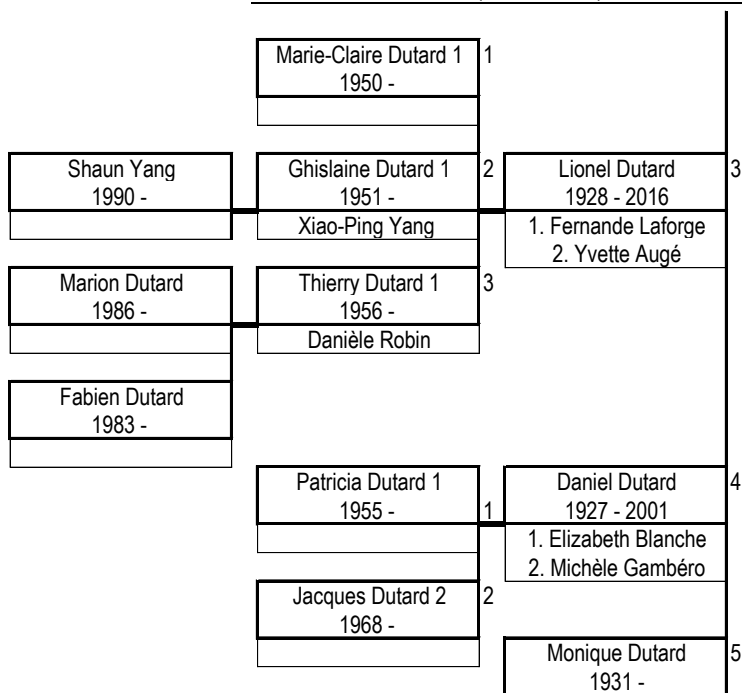 Marie-Claire Dutard 1
1950 -
1
Shaun Yang
1990 -
Ghislaine Dutard 1
1951 -
Xiao-Ping Yang
2
Lionel Dutard
1928 - 2016
1. Fernande Laforge
2. Yvette Augé
3
Marion Dutard
1986 -
Thierry Dutard 1
1956 -
Danièle Robin
3
Fabien Dutard
1983 -
Patricia Dutard 1
1955 -
1
Daniel Dutard
1927 - 2001
1. Elizabeth Blanche
2. Michèle Gambéro
4
Jacques Dutard 2
1968 -
2
Monique Dutard
1931 -
5